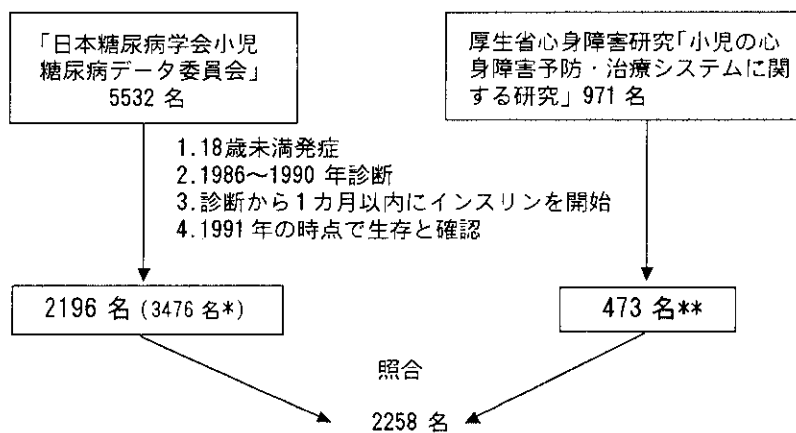 「日本糖尿病学会小児
糖尿病データ委員会」
5532 名
厚生省心身障害研究「小児の心
身障害予防・治療システムに関
する研究」971 名
1.18歳未満発症
2.1986〜1990 年診断
3.診断から1カ月以内にインスリンを開始
4.1991 年の時点で生存と確認
2196 名 (3476 名*)
473 名**
照合
2258 名